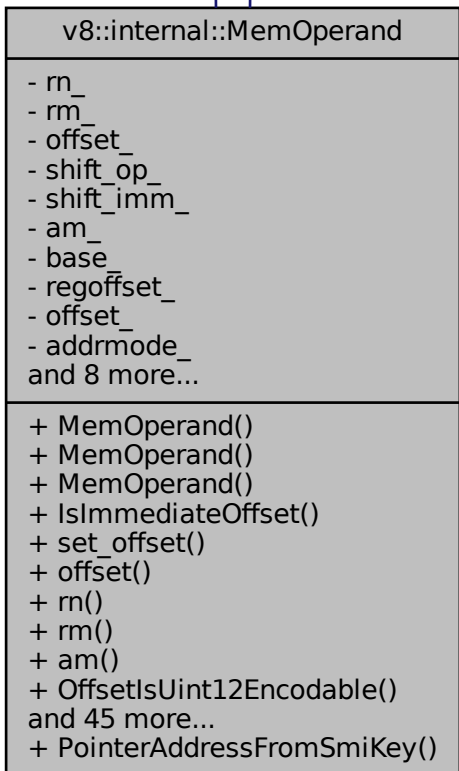 v8::internal::MemOperand
- rn_
- rm_
- offset_
- shift_op_
- shift_imm_
- am_
- base_
- regoffset_
- offset_
- addrmode_
and 8 more...
+ MemOperand()
+ MemOperand()
+ MemOperand()
+ IsImmediateOffset()
+ set_offset()
+ offset()
+ rn()
+ rm()
+ am()
+ OffsetIsUint12Encodable()
and 45 more...
+ PointerAddressFromSmiKey()